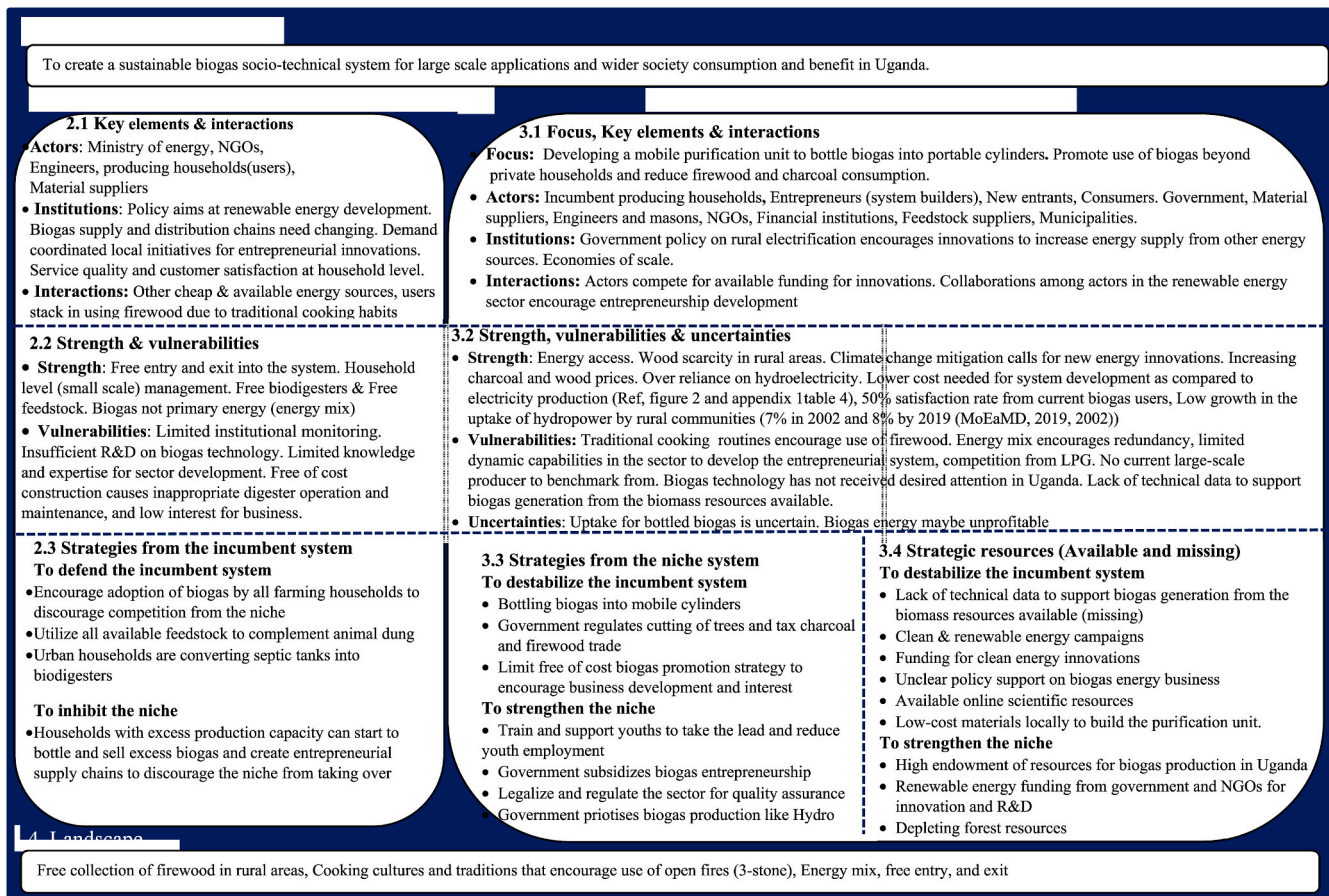 To create a sustainable biogas socio-technical system for large scale applications and wider society consumption and benefit in Uganda.
2.1 Key elements & interactions
•Actors: Ministry of energy, NGOs,
Engineers, producing households(users),
Material suppliers
• Institutions: Policy aims at renewable energy development.
Biogas supply and distribution chains need changing. Demand
coordinated local initiatives for entrepreneurial innovations.
Service quality and customer satisfaction at household level.
• Interactions: Other cheap & available energy sources, users
stack in using firewood due to traditional cooking habits
3.1 Focus, Key elements & interactions
• Focus: Developing a mobile purification unit to bottle biogas into portable cylinders. Promote use of biogas beyond
private households and reduce firewood and charcoal consumption.
• Actors: Incumbent producing households, Entrepreneurs (system builders), New entrants, Consumers. Government, Material
suppliers, Engineers and masons, NGOs, Financial institutions, Feedstock suppliers, Municipalities.
• Institutions: Government policy on rural electrification encourages innovations to increase energy supply from other energy
sources. Economies of scale.
• Interactions: Actors compete for available funding for innovations. Collaborations among actors in the renewable energy
sector encourage entrepreneurship development
2.2 Strength & vulnerabilities
• Strength: Free entry and exit into the system. Household
level (small scale) management. Free biodigesters & Free
feedstock. Biogas not primary energy (energy mix)
• Vulnerabilities: Limited institutional monitoring.
Insufficient R&D on biogas technology. Limited knowledge
and expertise for sector development. Free of cost
construction causes inappropriate digester operation and
maintenance, and low interest for business.
3.2 Strength, vulnerabilities & uncertainties
• Strength: Energy access. Wood scarcity in rural areas. Climate change mitigation calls for new energy innovations. Increasing
charcoal and wood prices. Over reliance on hydroelectricity. Lower cost needed for system development as compared to
electricity production (Ref, figure 2 and appendix 1table 4), 50% satisfaction rate from current biogas users, Low growth in the
uptake of hydropower by rural communities (7% in 2002 and 8% by 2019 (MoEaMD, 2019, 2002))
• Vulnerabilities: Traditional cooking routines encourage use of firewood. Energy mix encourages redundancy, limited
dynamic capabilities in the sector to develop the entrepreneurial system, competition from LPG. No current large-scale
producer to benchmark from. Biogas technology has not received desired attention in Uganda. Lack of technical data to support
biogas generation from the biomass resources available.
• Uncertainties: Uptake for bottled biogas is uncertain. Biogas energy maybe unprofitable
2.3 Strategies from the incumbent system
To defend the incumbent system
•Encourage adoption of biogas by all farming households to
discourage competition from the niche
•Utilize all available feedstock to complement animal dung
•Urban households are converting septic tanks into
biodigesters
To inhibit the niche
•Households with excess production capacity can start to
bottle and sell excess biogas and create entrepreneurial
supply chains to discourage the niche from taking over
3.3 Strategies from the niche system
To destabilize the incumbent system
• Bottling biogas into mobile cylinders
• Government regulates cutting of trees and tax charcoal
and firewood trade
• Limit free of cost biogas promotion strategy to
encourage business development and interest
To strengthen the niche
• Train and support youths to take the lead and reduce
youth employment
• Government subsidizes biogas entrepreneurship
• Legalize and regulate the sector for quality assurance
• Government priotises biogas production like Hydro
3.4 Strategic resources (Available and missing)
To destabilize the incumbent system
• Lack of technical data to support biogas generation from the
biomass resources available (missing)
• Clean & renewable energy campaigns
• Funding for clean energy innovations
• Unclear policy support on biogas energy business
• Available online scientific resources
• Low-cost materials locally to build the purification unit.
To strengthen the niche
• High endowment of resources for biogas production in Uganda
• Renewable energy funding from government and NGOs for
innovation and R&D
• Depleting forest resources
4. Landscape
Free collection of firewood in rural areas, Cooking cultures and traditions that encourage use of open fires (3-stone), Energy mix, free entry, and exit